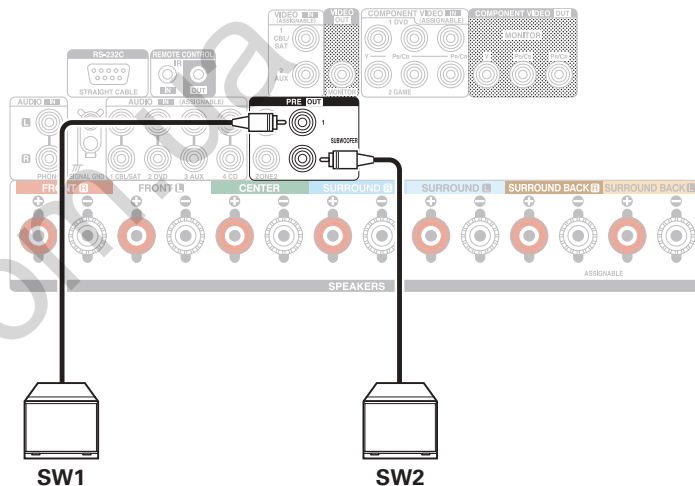 VIDEO IN
(ASSIGNABLE)
1
CBL/
SAT
2
AUX
VIDEO
OUT
MONITOR
COMPONENT VIDEO IN
1 DVD (ASSIGNABLE)
Y PB/CB PR/CR
2 GAME
COMPONENT VIDEO OUT
MONITOR
Y PB/CB PR/CR
RS-232C
STRAIGHT CABLE
REMOTE CONTROL
IR
IN OUT
AUDIO IN
L
R
PHONO
SIGNAL GND
AUDIO IN (ASSIGNABLE)
1 CBL/SAT 2 DVD 3 AUX 4 CD
ZONE2
PRE OUT
1
SUBWOOFER
FRONT R FRONT L CENTER SURROUND R SURROUND L SURROUND BACK R SURROUND BACK L
ASSIGNABLE
SPEAKERS
SW1 SW2